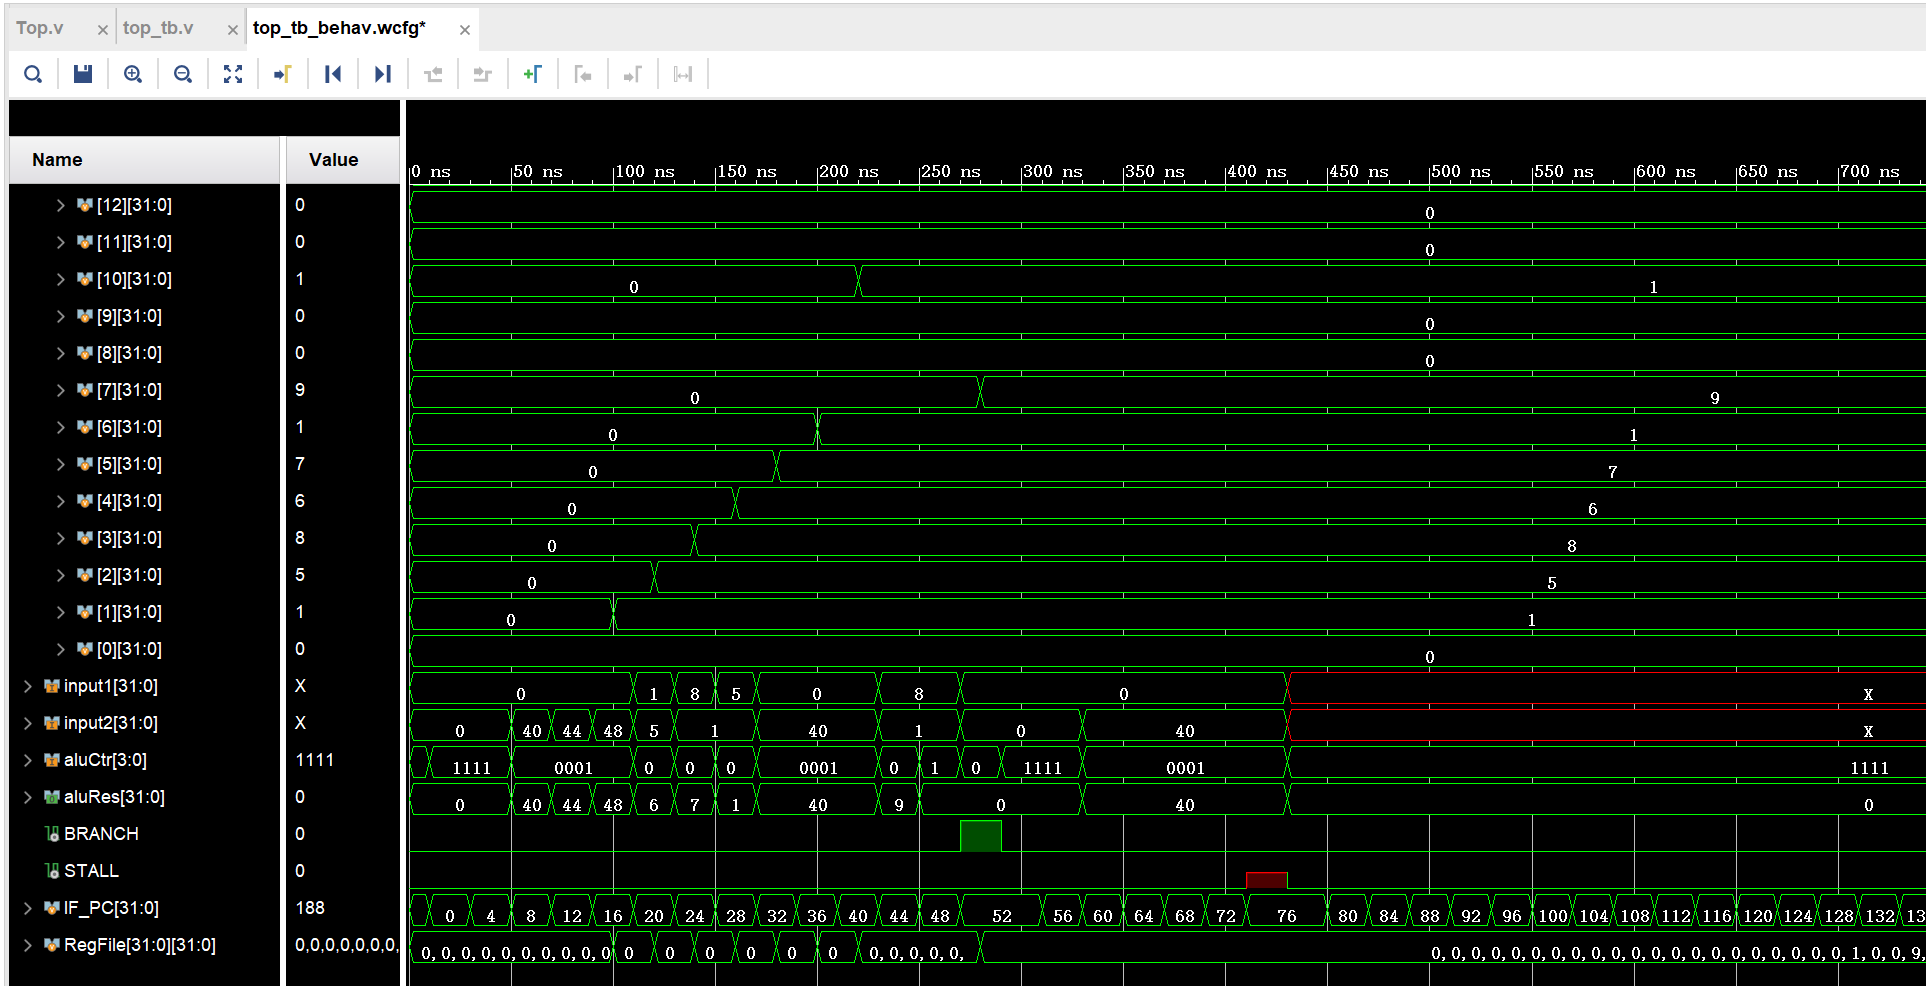 Top.v × top_tb.v × top_tb_behav.wcfg* ×
Name Value
0 ns 50 ns 100 ns 150 ns 200 ns 250 ns 300 ns 350 ns 400 ns 450 ns 500 ns 550 ns 600 ns 650 ns 700 ns
[12][31:0] 0 0
[11][31:0] 0 0
[10][31:0] 1 0 1
[9][31:0] 0 0
[8][31:0] 0 0
[7][31:0] 9 0 9
[6][31:0] 1 0 1
[5][31:0] 7 0 7
[4][31:0] 6 0 6
[3][31:0] 8 0 8
[2][31:0] 5 0 5
[1][31:0] 1 0 1
[0][31:0] 0 0
input1[31:0] X 0 1 8 5 0 8 0 X
input2[31:0] X 0 40 44 48 5 1 40 1 0 40 X
aluCtr[3:0] 1111 1111 0001 0 0 0 0001 0 1 0 1111 0001 1111
aluRes[31:0] 0 0 40 44 48 6 7 1 40 9 0 40 0
BRANCH 0
STALL 0
IF_PC[31:0] 188 0 4 8 12 16 20 24 28 32 36 40 44 48 52 56 60 64 68 72 76 80 84 88 92 96 100 104 108 112 116 120 124 128 132 13
RegFile[31:0][31:0] 0,0,0,0,0,0,0, 0,0,0,0,0,0,0,0,0,0 0 0 0 0 0 0 0,0,0,0,0, 0,0,0,0,0,0,0,0,0,0,0,0,0,0,0,0,0,0,0,0,0,1,0,0,9,